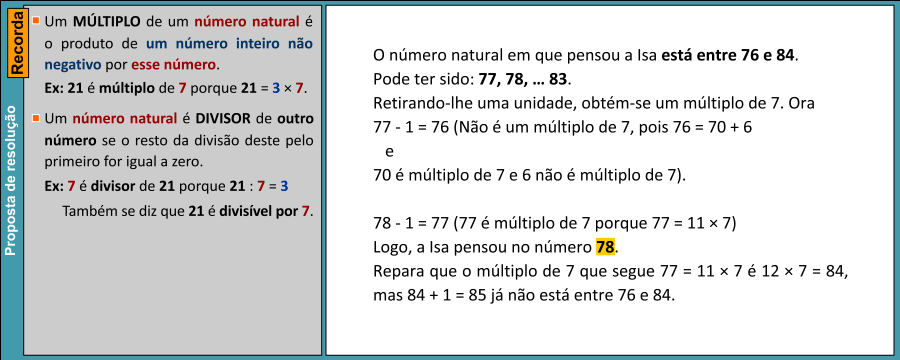 Recorda
Proposta de resolução
Um MÚLTIPLO de um número natural é
o produto de um número inteiro não
negativo por esse número.
Ex: 21 é múltiplo de 7 porque 21 = 3 × 7.
Um número natural é DIVISOR de outro
número se o resto da divisão deste pelo
primeiro for igual a zero.
Ex: 7 é divisor de 21 porque 21 : 7 = 3
Também se diz que 21 é divisível por 7.
O número natural em que pensou a Isa está entre 76 e 84.
Pode ter sido: 77, 78, ... 83.
Retirando-lhe uma unidade, obtém-se um múltiplo de 7. Ora
77 - 1 = 76 (Não é um múltiplo de 7, pois 76 = 70 + 6
e
70 é múltiplo de 7 e 6 não é múltiplo de 7).
78 - 1 = 77 (77 é múltiplo de 7 porque 77 = 11 × 7)
Logo, a Isa pensou no número 78.
Repara que o múltiplo de 7 que segue 77 = 11 × 7 é 12 × 7 = 84,
mas 84 + 1 = 85 já não está entre 76 e 84.